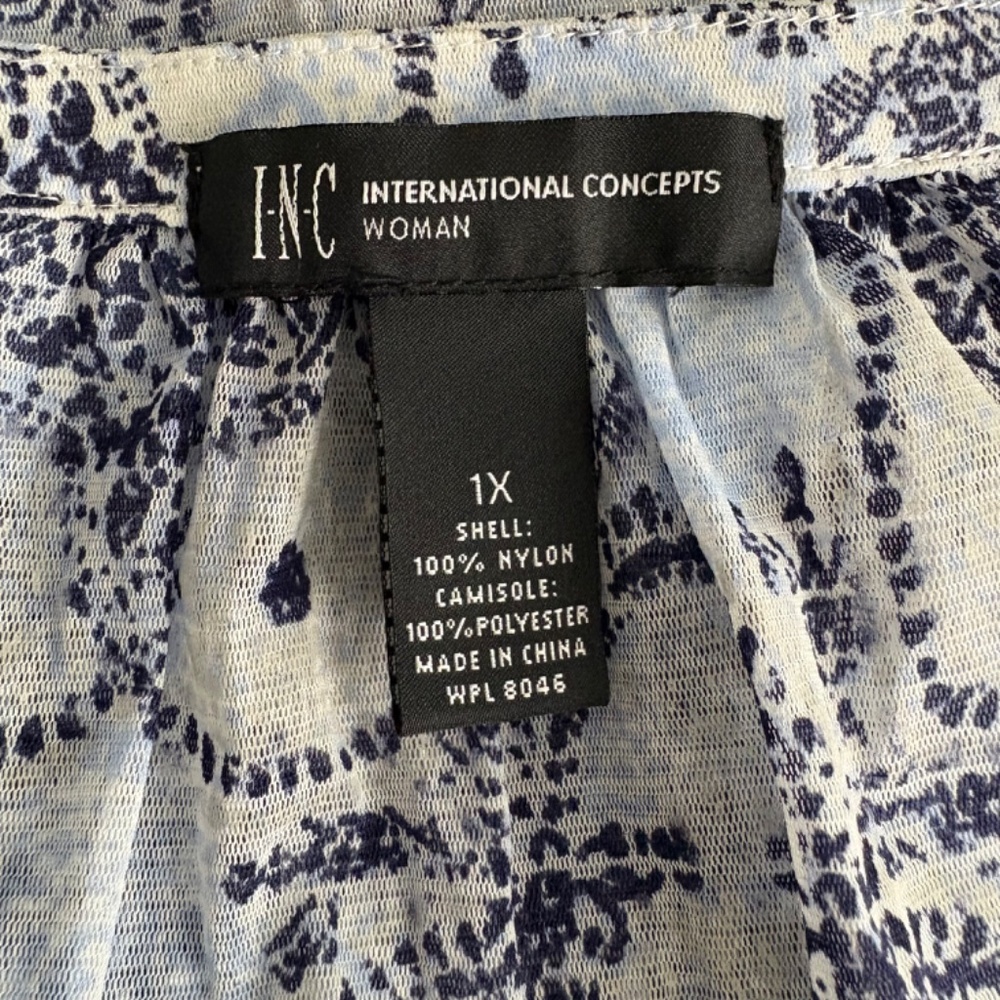 I·N·C INTERNATIONAL CONCEPTS
WOMAN
1X
SHELL:
100% NYLON
CAMISOLE:
100%POLYESTER
MADE IN CHINA
WPL 8046